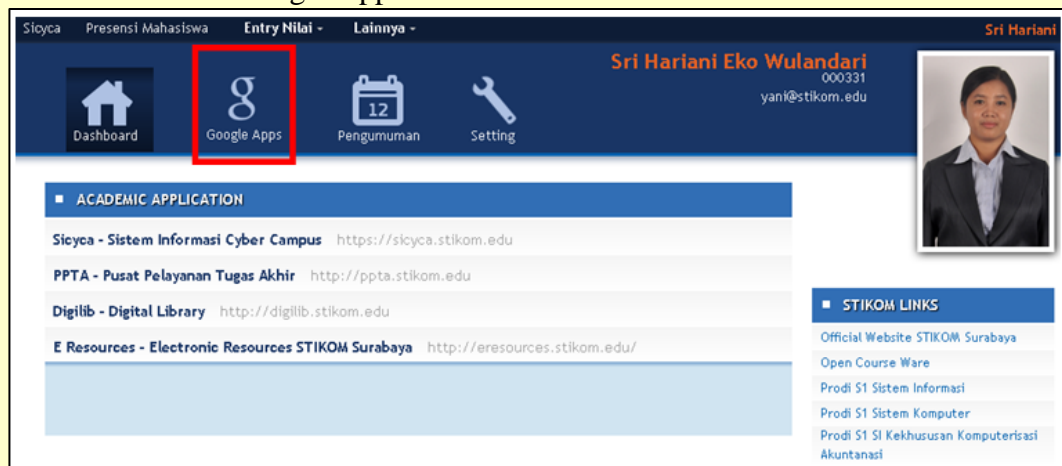 Sicyca Presensi Mahasiswa Entry Nilai Lainnya Sri Hariani
Sri Hariani Eko Wulandari
000331
yani@stikom.edu
Dashboard Google Apps 12 Pengumuman Setting
ACADEMIC APPLICATION
Sicyca - Sistem Informasi Cyber Campus https://sicyca.stikom.edu
PPTA - Pusat Pelayanan Tugas Akhir http://ppta.stikom.edu
Digilib - Digital Library http://digilib.stikom.edu
E Resources - Electronic Resources STIKOM Surabaya http://eresources.stikom.edu/
STIKOM LINKS
Official Website STIKOM Surabaya
Open Course Ware
Prodi S1 Sistem Informasi
Prodi S1 Sistem Komputer
Prodi S1 SI Kekhususan Komputerisasi
Akuntanasi